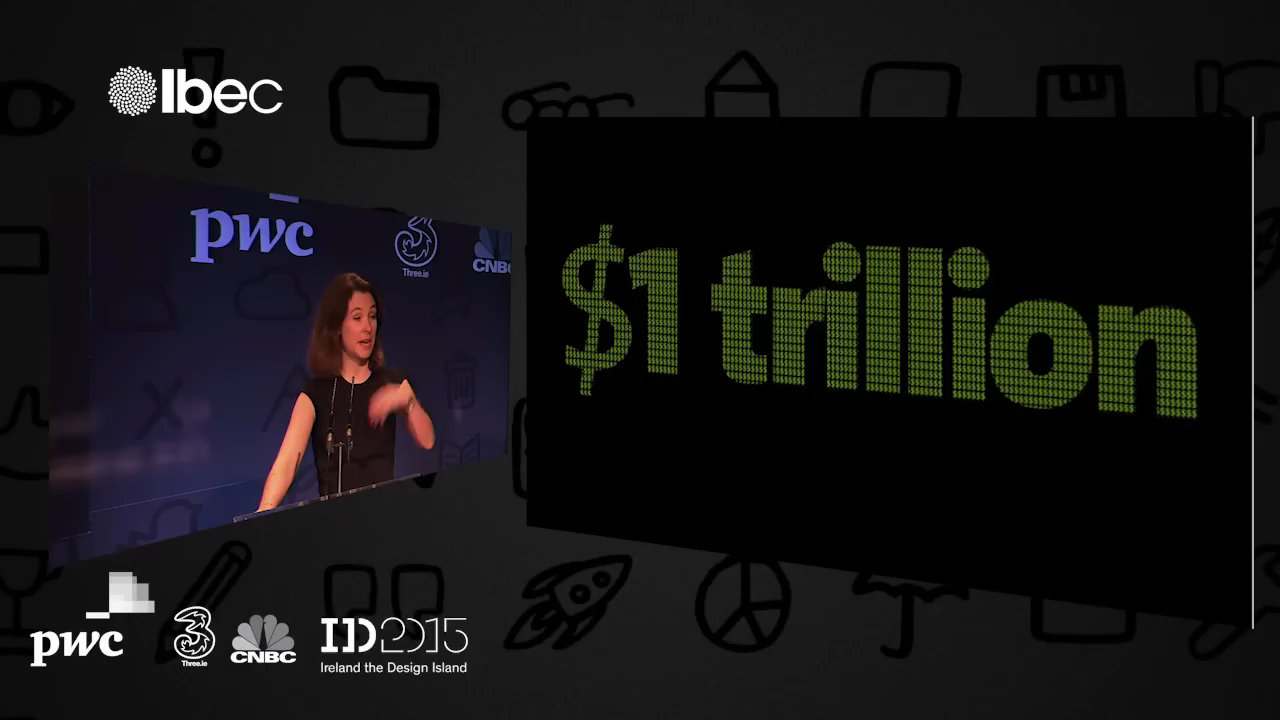 Ibec
pwc
Three.ie
CNBC
$1 trillion
pwc
Three.ie
CNBC
ID2015
Ireland the Design Island